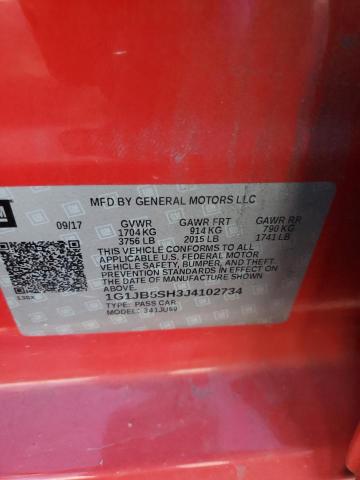 MFD BY GENERAL MOTORS LLC
09/17 GVWR GAWR FRT GAWR RR
1704 KG 914 KG 790 KG
3756 LB 2015 LB 1741 LB
THIS VEHICLE CONFORMS TO ALL
APPLICABLE U.S. FEDERAL MOTOR
VEHICLE SAFETY, BUMPER, AND THEFT
PREVENTION STANDARDS IN EFFECT ON
THE DATE OF MANUFACTURE SHOWN
ABOVE.
1G1JB5SH3J4102734
TYPE: PASS CAR
MODEL: 341JU69